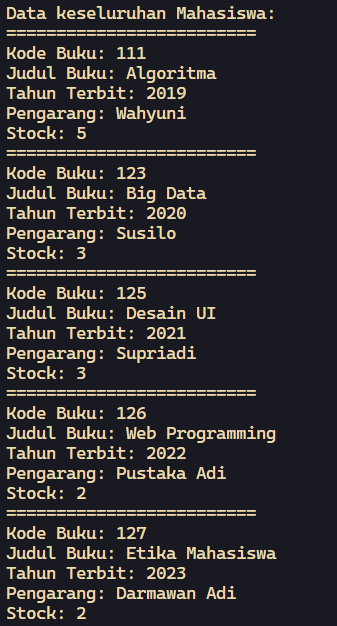 Data keseluruhan Mahasiswa:
=========================
Kode Buku: 111
Judul Buku: Algoritma
Tahun Terbit: 2019
Pengarang: Wahyuni
Stock: 5
=========================
Kode Buku: 123
Judul Buku: Big Data
Tahun Terbit: 2020
Pengarang: Susilo
Stock: 3
=========================
Kode Buku: 125
Judul Buku: Desain UI
Tahun Terbit: 2021
Pengarang: Supriadi
Stock: 3
=========================
Kode Buku: 126
Judul Buku: Web Programming
Tahun Terbit: 2022
Pengarang: Pustaka Adi
Stock: 2
=========================
Kode Buku: 127
Judul Buku: Etika Mahasiswa
Tahun Terbit: 2023
Pengarang: Darmawan Adi
Stock: 2